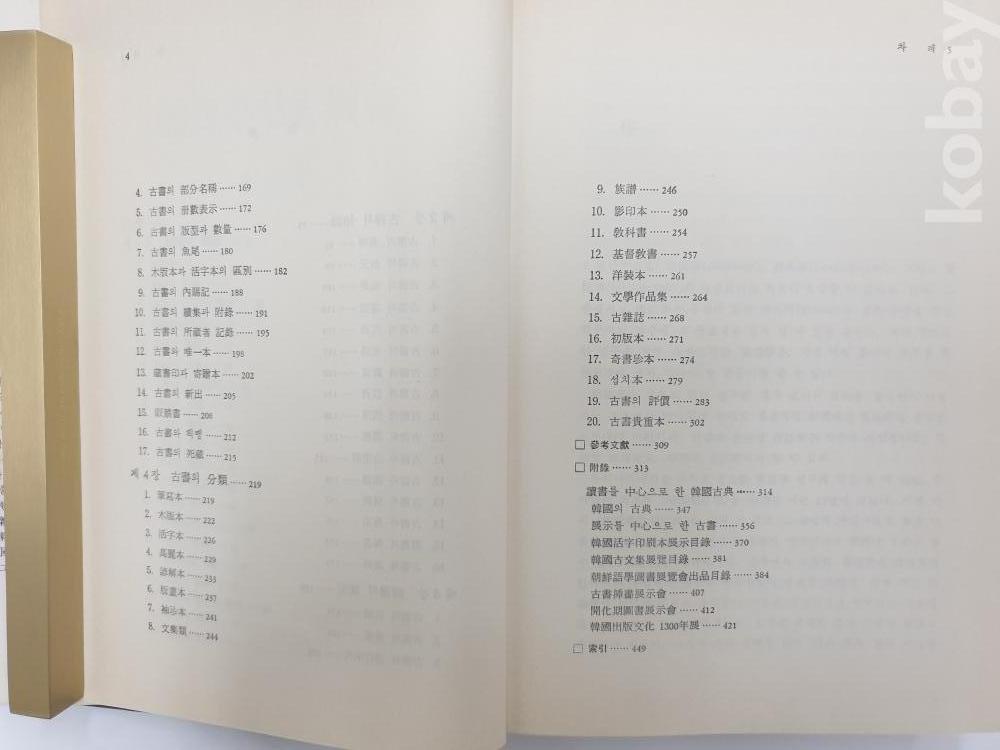 4
4. 古書의 部分名稱 …… 169
5. 古書의 冊數表示 …… 172
6. 古書의 版型과 數量 …… 176
7. 古書의 魚尾 …… 180
8. 木版本과 活字本의 區別 …… 182
9. 古書의 內賜記 …… 188
10. 古書의 續集과 附錄 …… 191
11. 古書의 所藏者 記錄 …… 195
12. 古書와 唯一本 …… 198
13. 藏書印과 寄贈本 …… 202
14. 古書의 新出 …… 205
15. 收購書 …… 206
16. 古書와 책벵 …… 212
17. 古書의 死藏 …… 215
제 4 장 古書의 分類 …… 219
1. 筆寫本 …… 219
2. 木版本 …… 222
3. 活字本 …… 226
4. 高麗本 …… 229
5. 諺解本 …… 233
6. 版畫本 …… 237
7. 袖珍本 …… 241
8. 文集類 …… 244
차 례 5
9. 族譜 …… 246
10. 影印本 …… 250
11. 敎科書 …… 254
12. 基督敎書 …… 257
13. 洋裝本 …… 261
14. 文學作品集 …… 264
15. 古雜誌 …… 268
16. 初版本 …… 271
17. 奇書珍本 …… 274
18. 섭치本 …… 279
19. 古書의 評價 …… 283
20. 古書貴重本 …… 302
□ 參考文獻 …… 309
□ 附錄 …… 313
讀書를 中心으로 한 韓國古典 …… 314
韓國의 古典 …… 347
展示를 中心으로 한 古書 …… 356
韓國活字印刷本展示目錄 …… 370
韓國古文集展覽目錄 …… 381
朝鮮語學圖書展覽會出品目錄 …… 384
古書揷畵展示會 …… 407
開化期圖書展示會 …… 412
韓國出版文化 1300年展 …… 421
□ 索引 …… 449
kobay